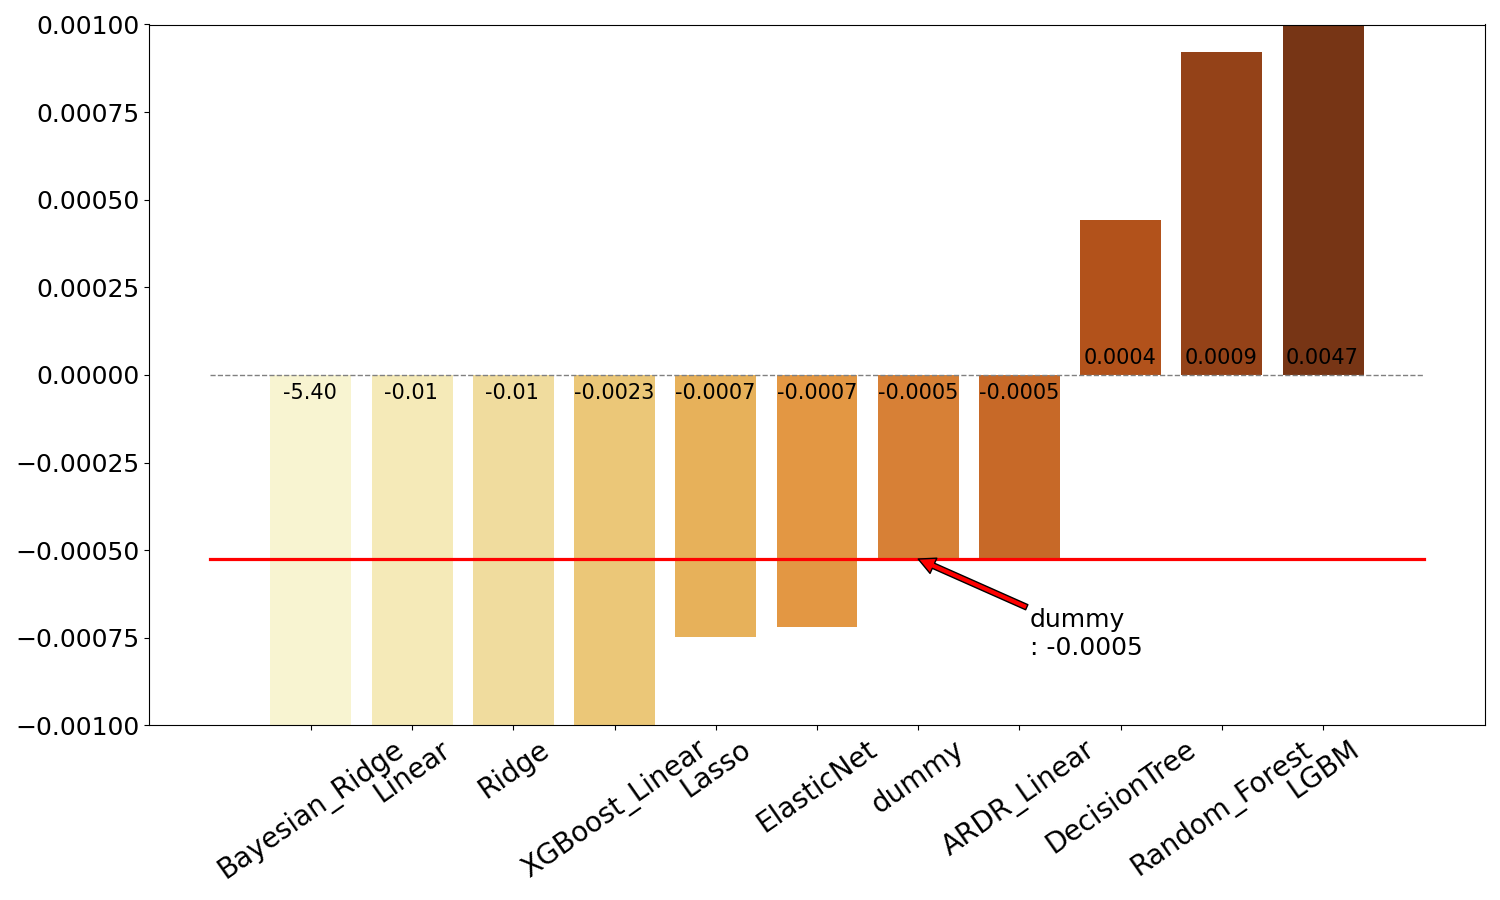 0.00100
0.00075
0.00050
0.00025
0.00000
−0.00025
−0.00050
−0.00075
−0.00100
0.0004
0.0009
0.0047
-5.40
-0.01
-0.01
-0.0023
-0.0007
-0.0007
-0.0005
-0.0005
dummy
: -0.0005
Bayesian_Ridge
Linear
Ridge
XGBoost_Linear
Lasso
ElasticNet
dummy
ARDR_Linear
DecisionTree
Random_Forest
LGBM